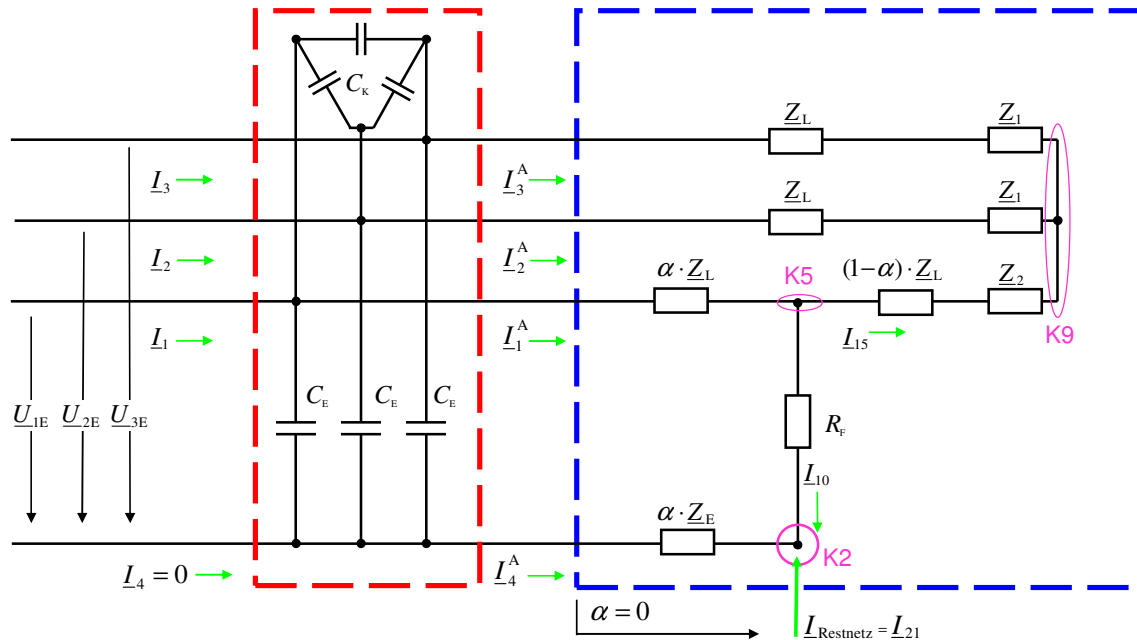 C_K
Z_L Z_1
I_3 I_3^A
Z_L Z_1
I_2 I_2^A
α · Z_L K5 (1−α) · Z_L Z_2
I_1 I_1^A I_15 K9
U_1E U_2E U_3E C_E C_E C_E R_F
I_10
α · Z_E
K2
I_4 = 0 I_4^A
α = 0
I_Restnetz = I_21